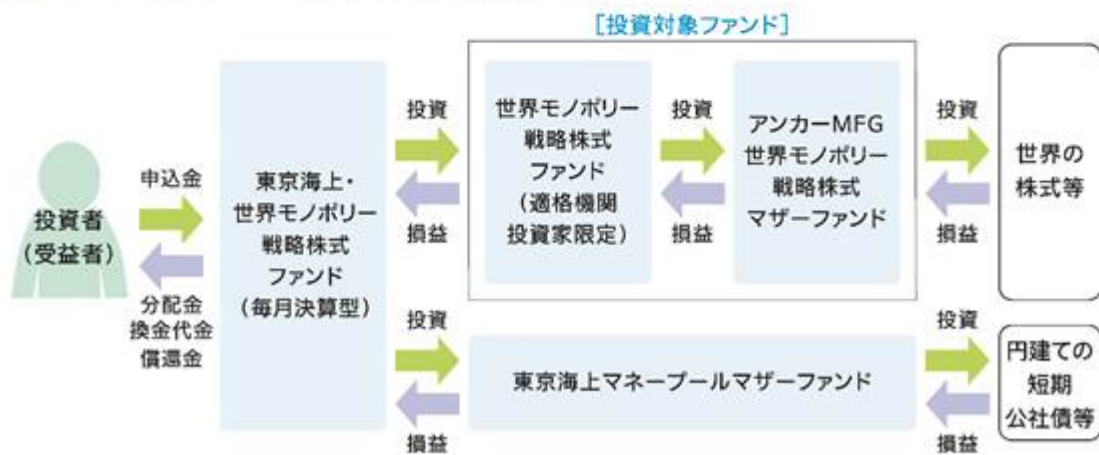 [投資対象ファンド]
投資者
(受益者)
申込金
分配金
換金代金
償還金
東京海上・
世界モノポリー
戦略株式
ファンド
(毎月決算型)
投資
損益
世界モノポリー
戦略株式
ファンド
(適格機関
投資家限定)
投資
損益
アンカーMFG
世界モノポリー
戦略株式
マザーファンド
投資
損益
世界の
株式等
投資
損益
東京海上マネープールマザーファンド
投資
損益
円建ての
短期
公社債等